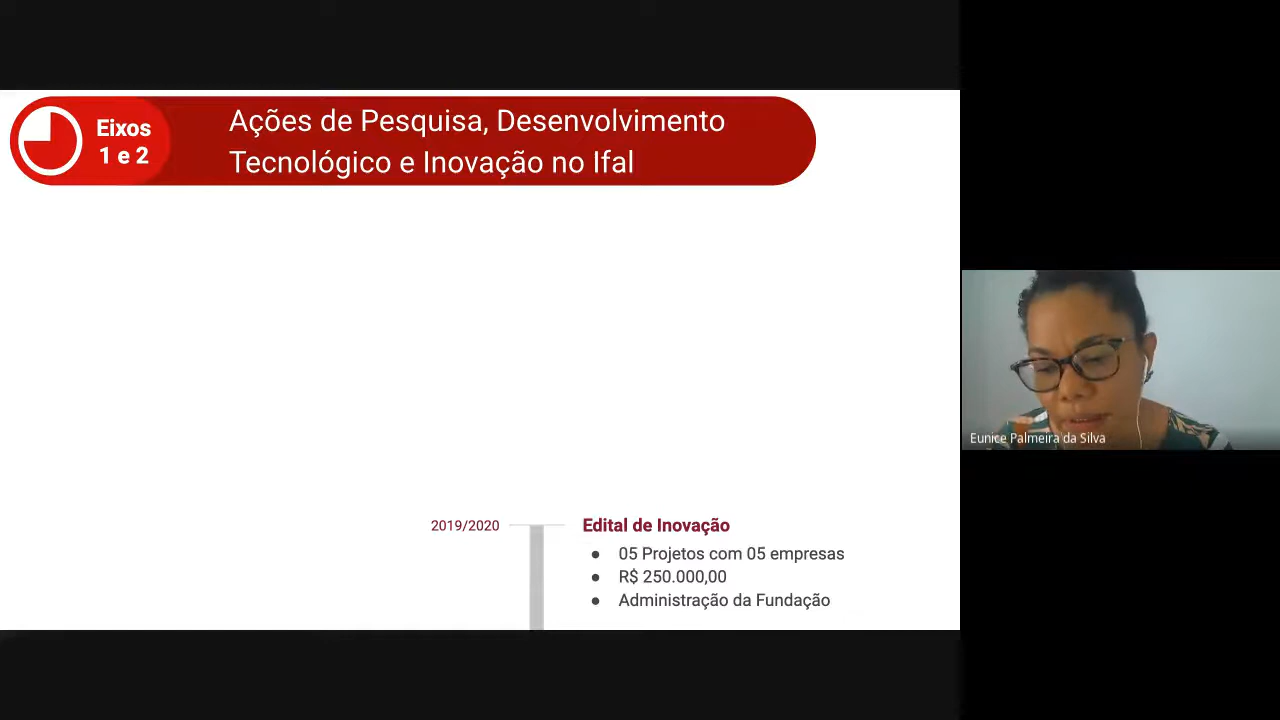 Eixos
1 e 2
Ações de Pesquisa, Desenvolvimento
Tecnológico e Inovação no Ifal
Eunice Palmeira da Silva
2019/2020
Edital de Inovação
● 05 Projetos com 05 empresas
● R$ 250.000,00
● Administração da Fundação